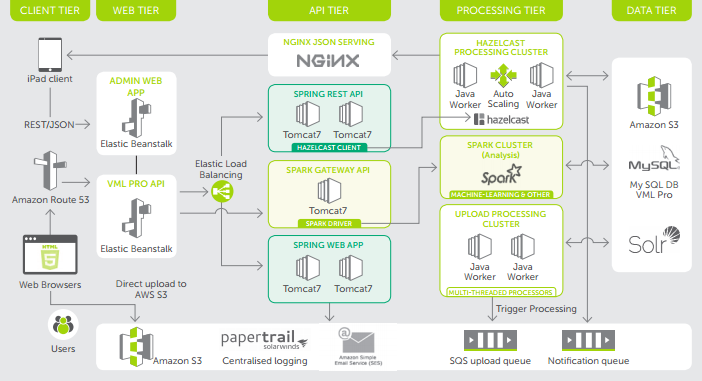 CLIENT TIER
WEB TIER
API TIER
PROCESSING TIER
DATA TIER
iPad client
REST/JSON
Amazon Route S3
HTML
5
Web Browsers
Users
ADMIN WEB
APP
Elastic Beanstalk
VML PRO API
Elastic Beanstalk
Direct upload to
AWS S3
Elastic Load
Balancing
NGINX JSON SERVING
NGINX
SPRING REST API
Tomcat7
Tomcat7
HAZELCAST CLIENT
SPARK GATEWAY API
Tomcat7
SPARK DRIVER
SPRING WEB APP
Tomcat7
Tomcat7
HAZELCAST
PROCESSING CLUSTER
Java
Worker
Auto
Scaling
Java
Worker
hazelcast
SPARK CLUSTER
(Analysis)
Spark
MACHINE-LEARNING & OTHER
UPLOAD PROCESSING
CLUSTER
Java
Worker
Java
Worker
MULTI-THREADED PROCESSORS
Trigger Processing
Amazon S3
MySQL
My SQL DB
VML Pro
Solr
Amazon S3
papertrail
solarwinds
Centralised logging
@
Amazon Simple
Email Service (SES)
SQS upload queue
Notification queue